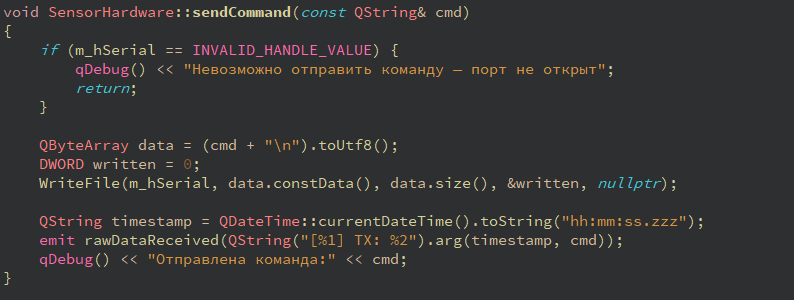 void SensorHardware::sendCommand(const QString& cmd)
{
    if (m_hSerial == INVALID_HANDLE_VALUE) {
        qDebug() << "Невозможно отправить команду — порт не открыт";
        return;
    }

    QByteArray data = (cmd + "\n").toUtf8();
    DWORD written = 0;
    WriteFile(m_hSerial, data.constData(), data.size(), &written, nullptr);

    QString timestamp = QDateTime::currentDateTime().toString("hh:mm:ss.zzz");
    emit rawDataReceived(QString("[%1] TX: %2").arg(timestamp, cmd));
    qDebug() << "Отправлена команда:" << cmd;
}